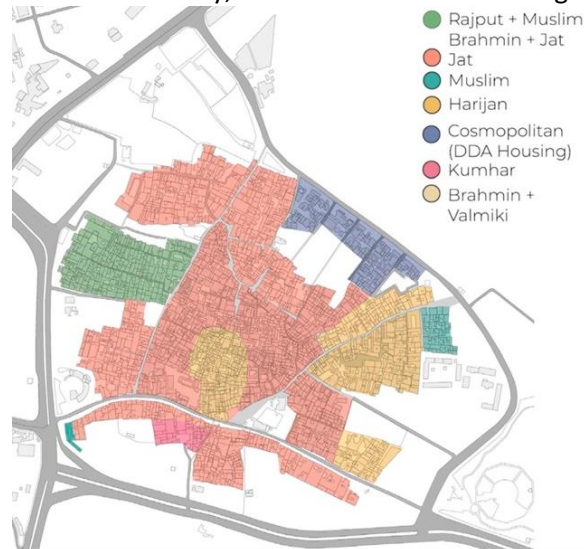 Rajput + Muslim
Brahmin + Jat
Jat
Muslim
Harijan
Cosmopolitan
(DDA Housing)
Kumhar
Brahmin +
Valmiki